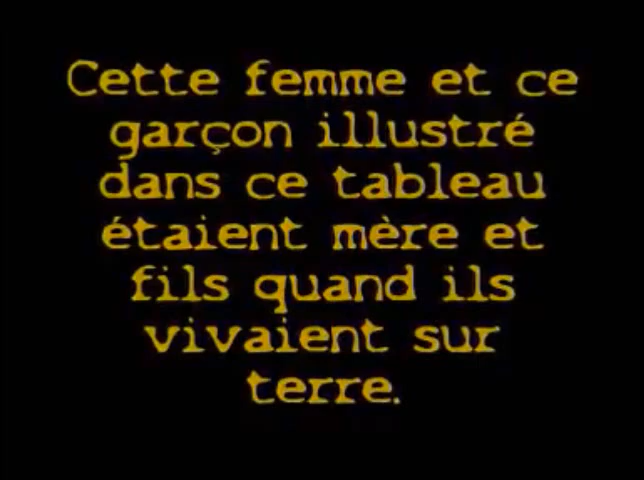 Cette femme et ce
garçon illustré
dans ce tableau
étaient mère et
fils quand ils
vivaient sur
terre.